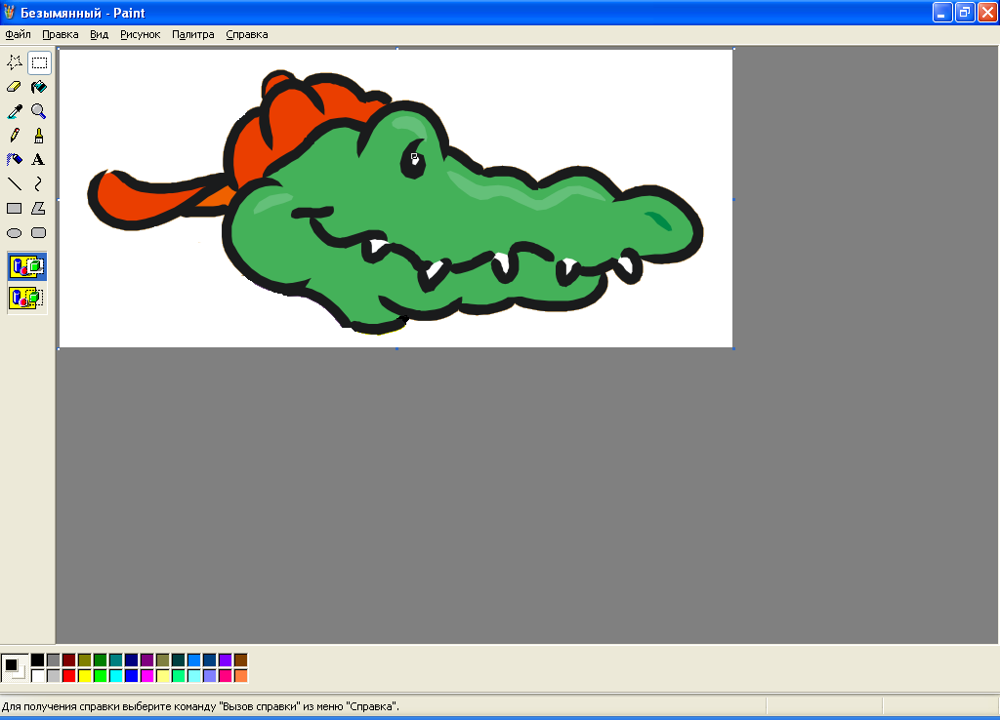 Безымянный - Paint
Файл Правка Вид Рисунок Палитра Справка
A
Для получения справки выберите команду "Вызов справки" из меню "Справка".